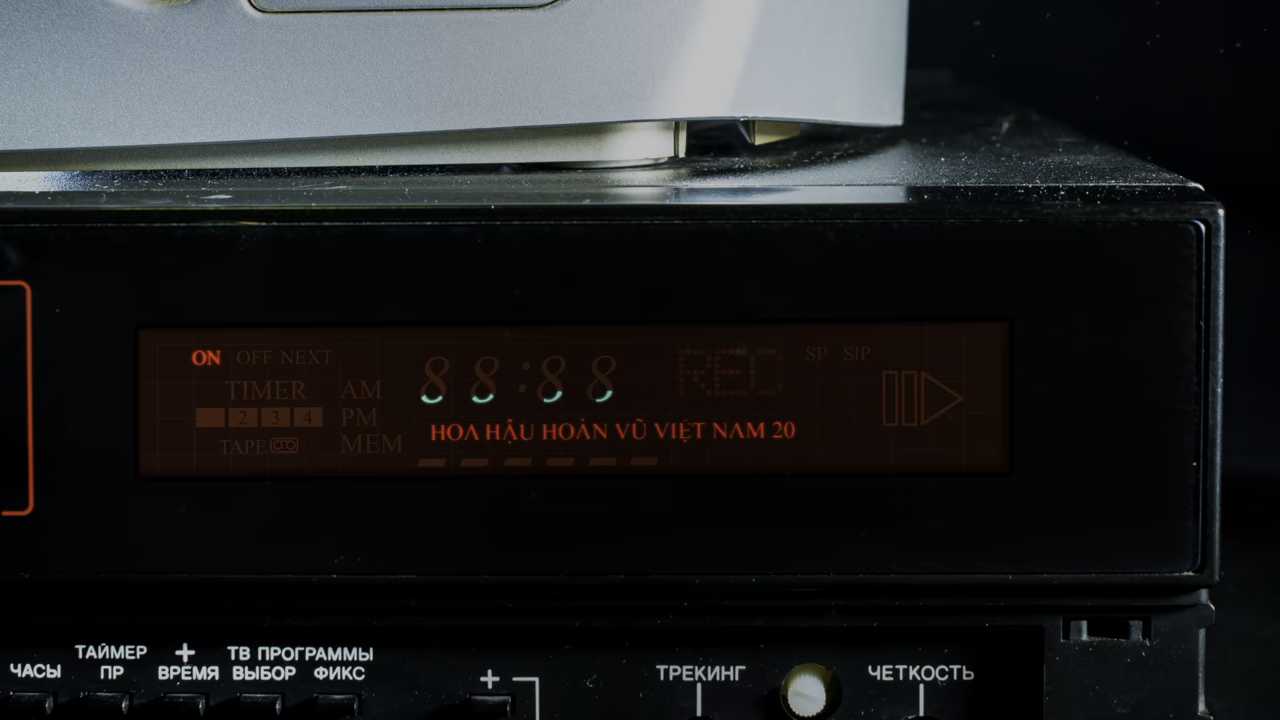 ON OFF NEXT
TIMER AM
2 3 4 PM
TAPE MEM
88:88
REC
SP SIP
HOA HẬU HOÀN VŨ VIỆT NAM 20
ЧАСЫ
ТАЙМЕР ПР
+ ВРЕМЯ
ТВ ПРОГРАММЫ
ВЫБОР ФИКС
+
ТРЕКИНГ
ЧЕТКОСТЬ